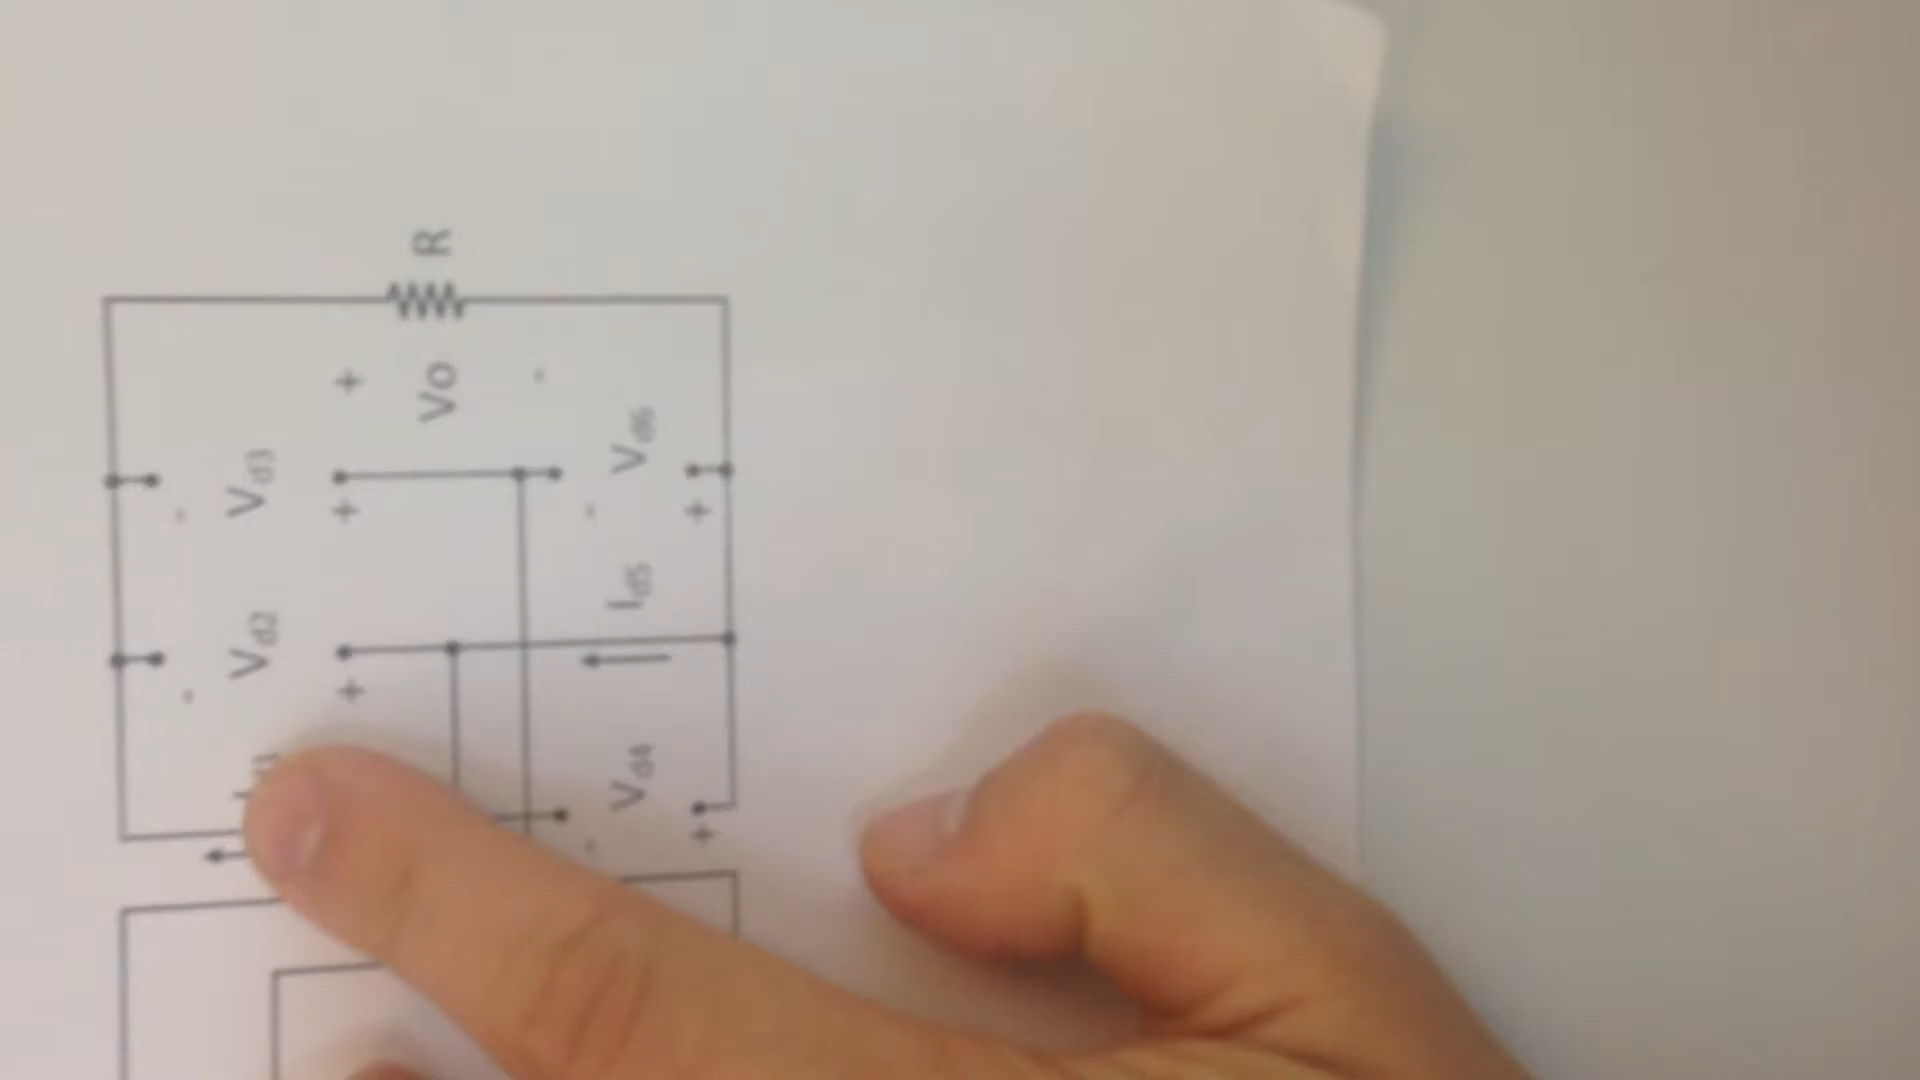 R
+ Vo -
- Vd3 +
- Vd6 +
Id5
- Vd2 +
- Vd4 +